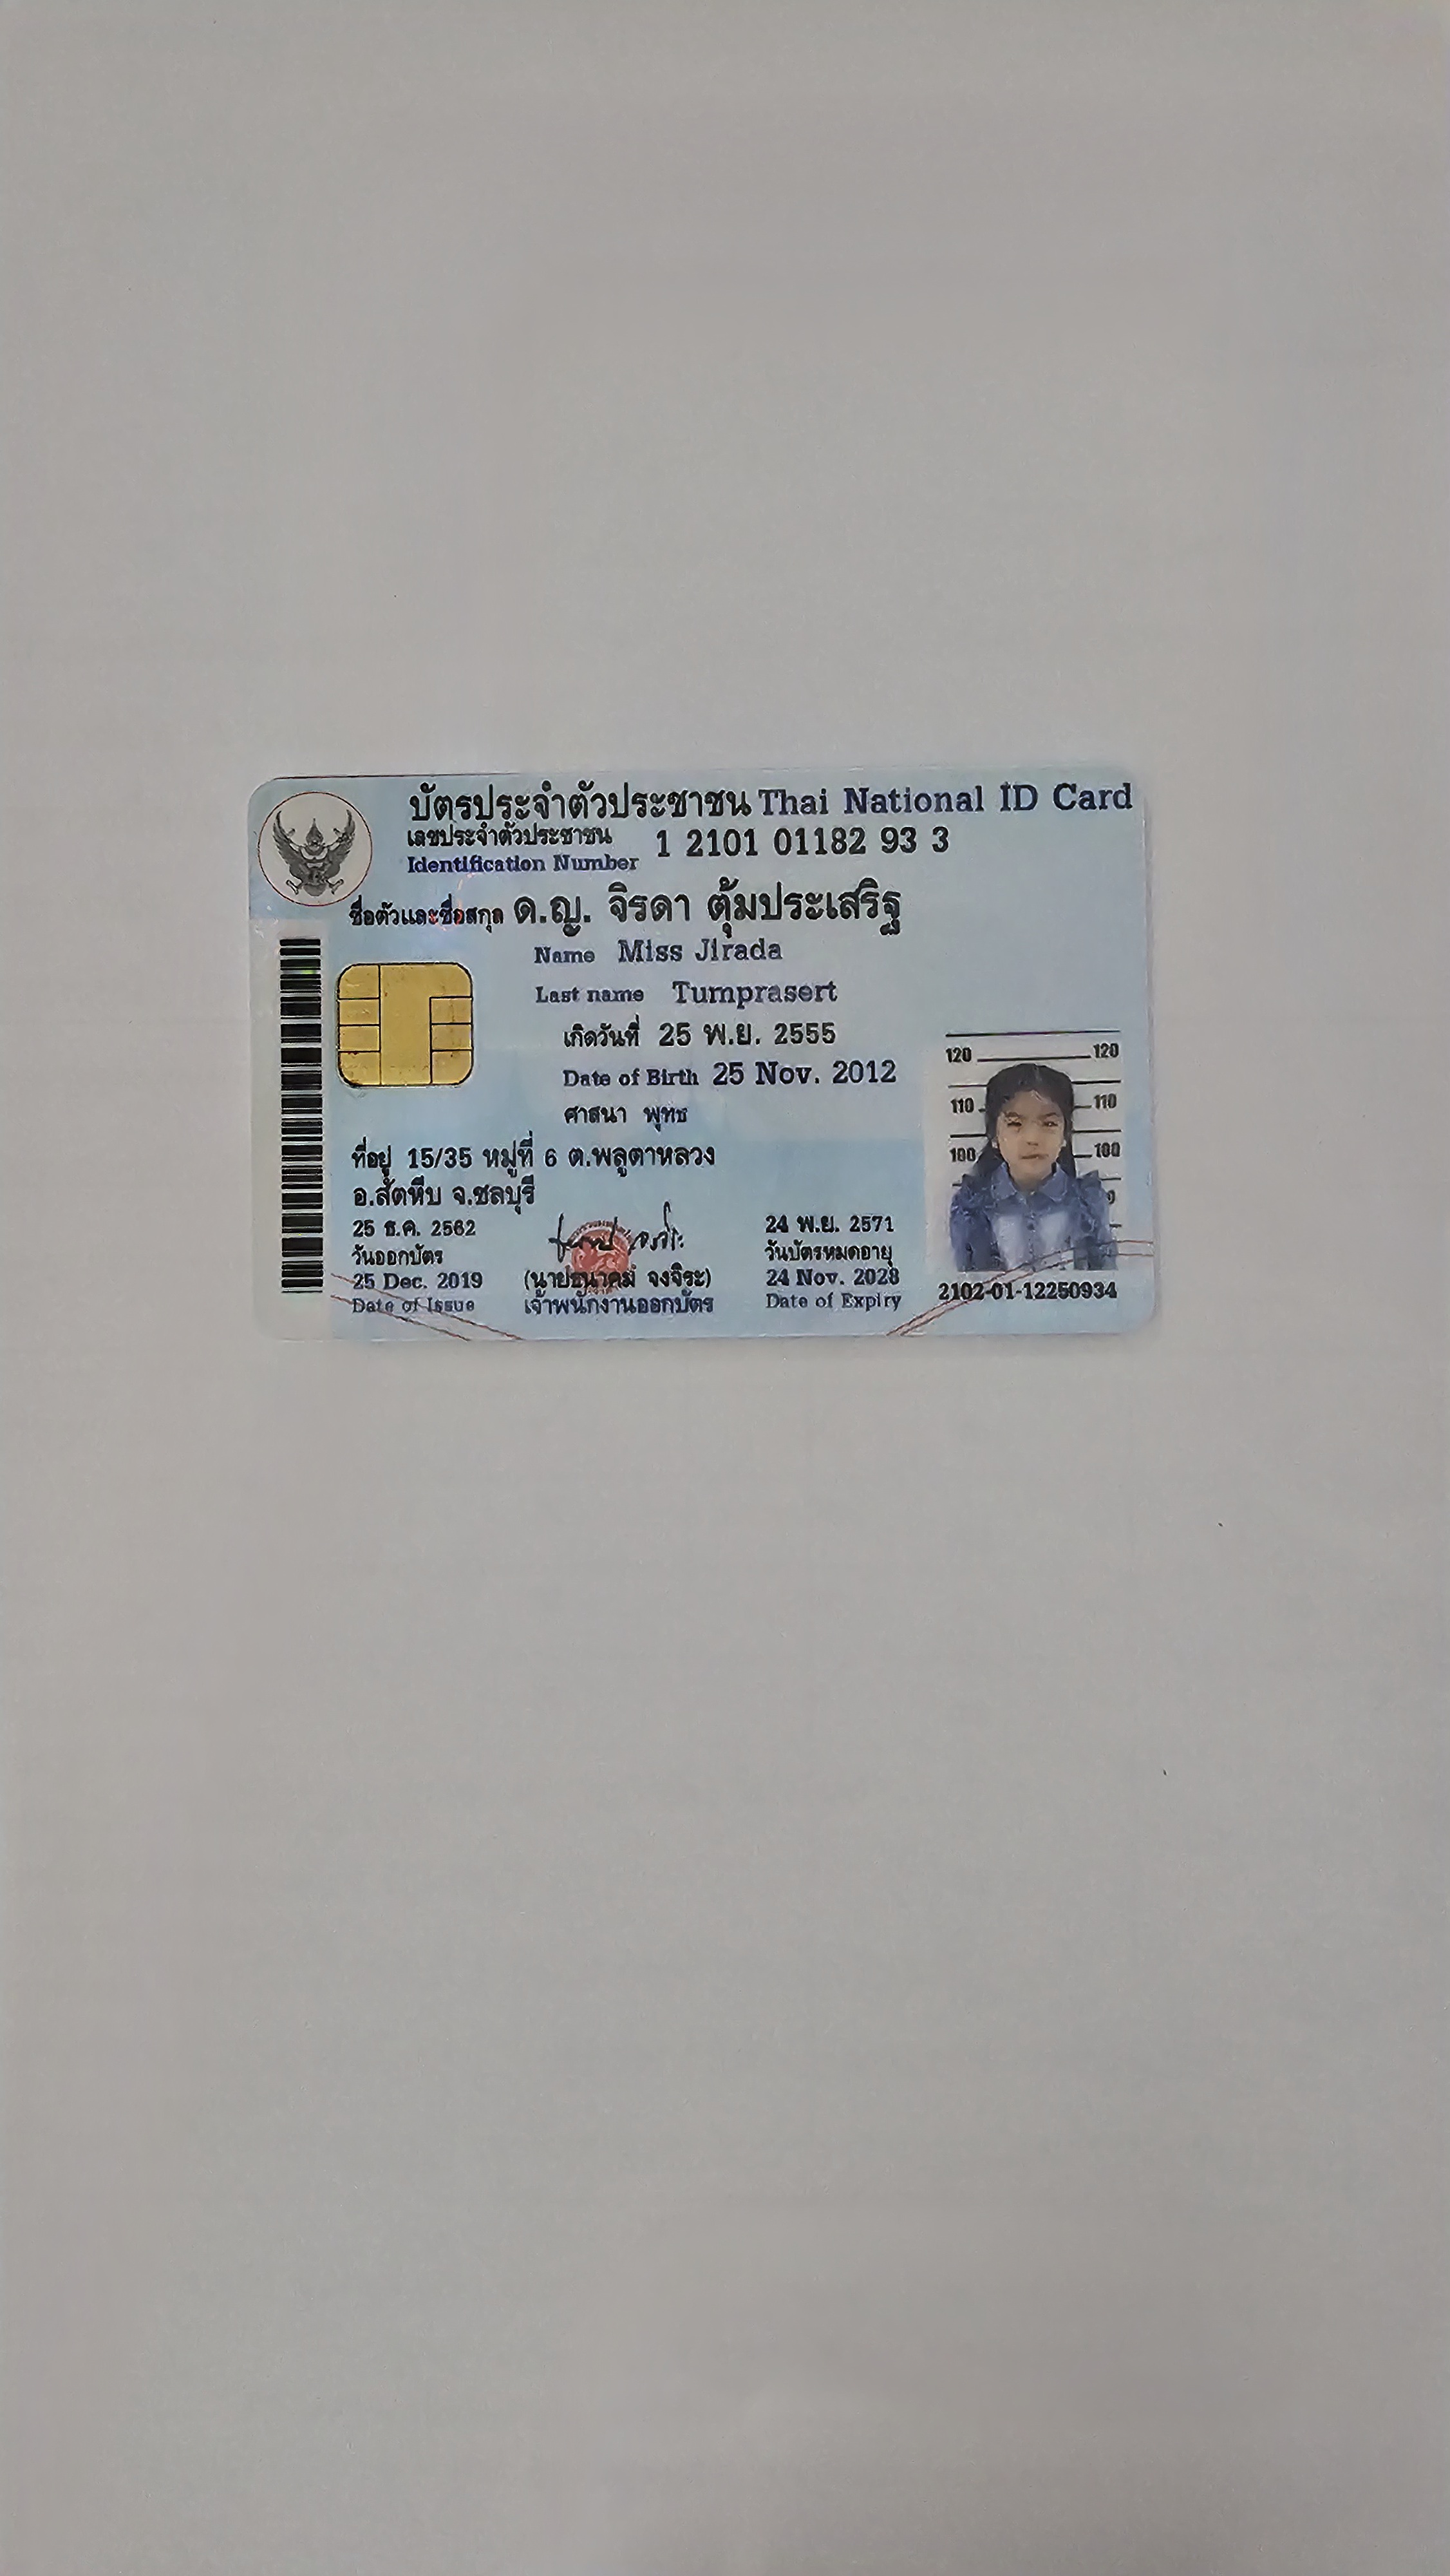 บัตรประจำตัวประชาชน Thai National ID Card
เลขประจำตัวประชาชน 1 2101 01182 93 3
Identification Number
ชื่อตัวและชื่อสกุล ด.ญ. จิรดา ตุ้มประเสริฐ
Name Miss Jirada
Last name Tumprasert
เกิดวันที่ 25 พ.ย. 2555
Date of Birth 25 Nov. 2012
ศาสนา พุทธ
ที่อยู่ 15/35 หมู่ที่ 6 ต.พลูตาหลวง
อ.สัตหีบ จ.ชลบุรี
120 120
110 110
100 100
25 ธ.ค. 2562
วันออกบัตร
25 Dec. 2019
Date of Issue
(นายธนาคม จงจิระ)
เจ้าพนักงานออกบัตร
24 พ.ย. 2571
วันบัตรหมดอายุ
24 Nov. 2028
Date of Expiry
2102-01-12250934